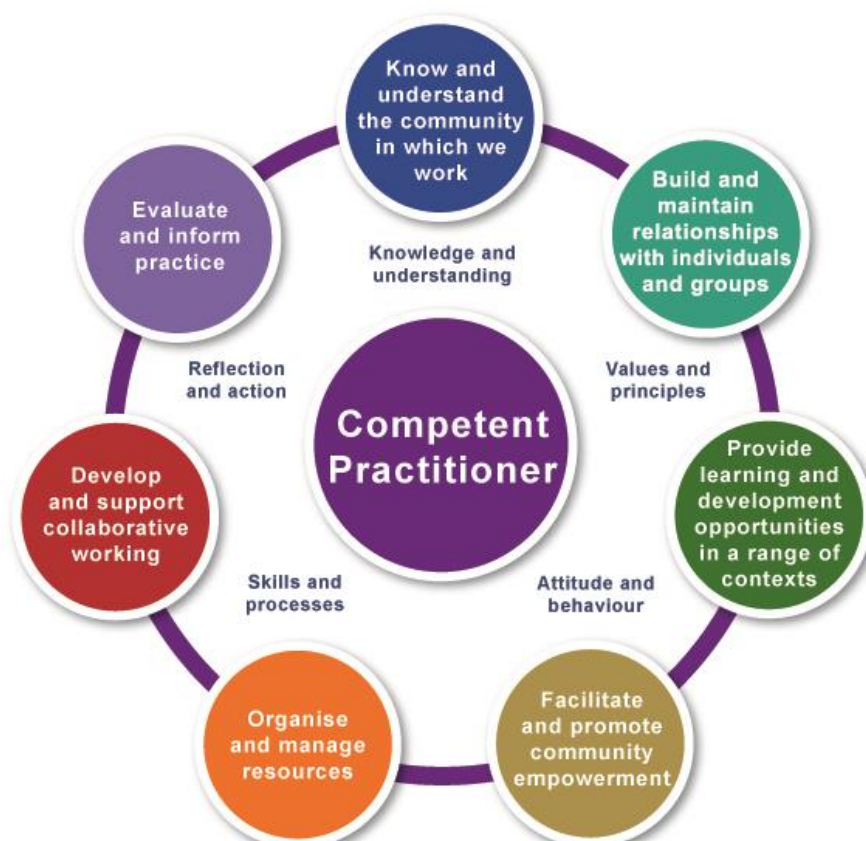 Know and
understand
the community
in which we
work
Build and
maintain
relationships
with individuals
and groups
Provide
learning and
development
opportunities
in a range of
contexts
Facilitate
and promote
community
empowerment
Organise
and manage
resources
Develop
and support
collaborative
working
Evaluate
and inform
practice
Knowledge and
understanding
Values and
principles
Attitude and
behaviour
Skills and
processes
Reflection
and action
Competent
Practitioner